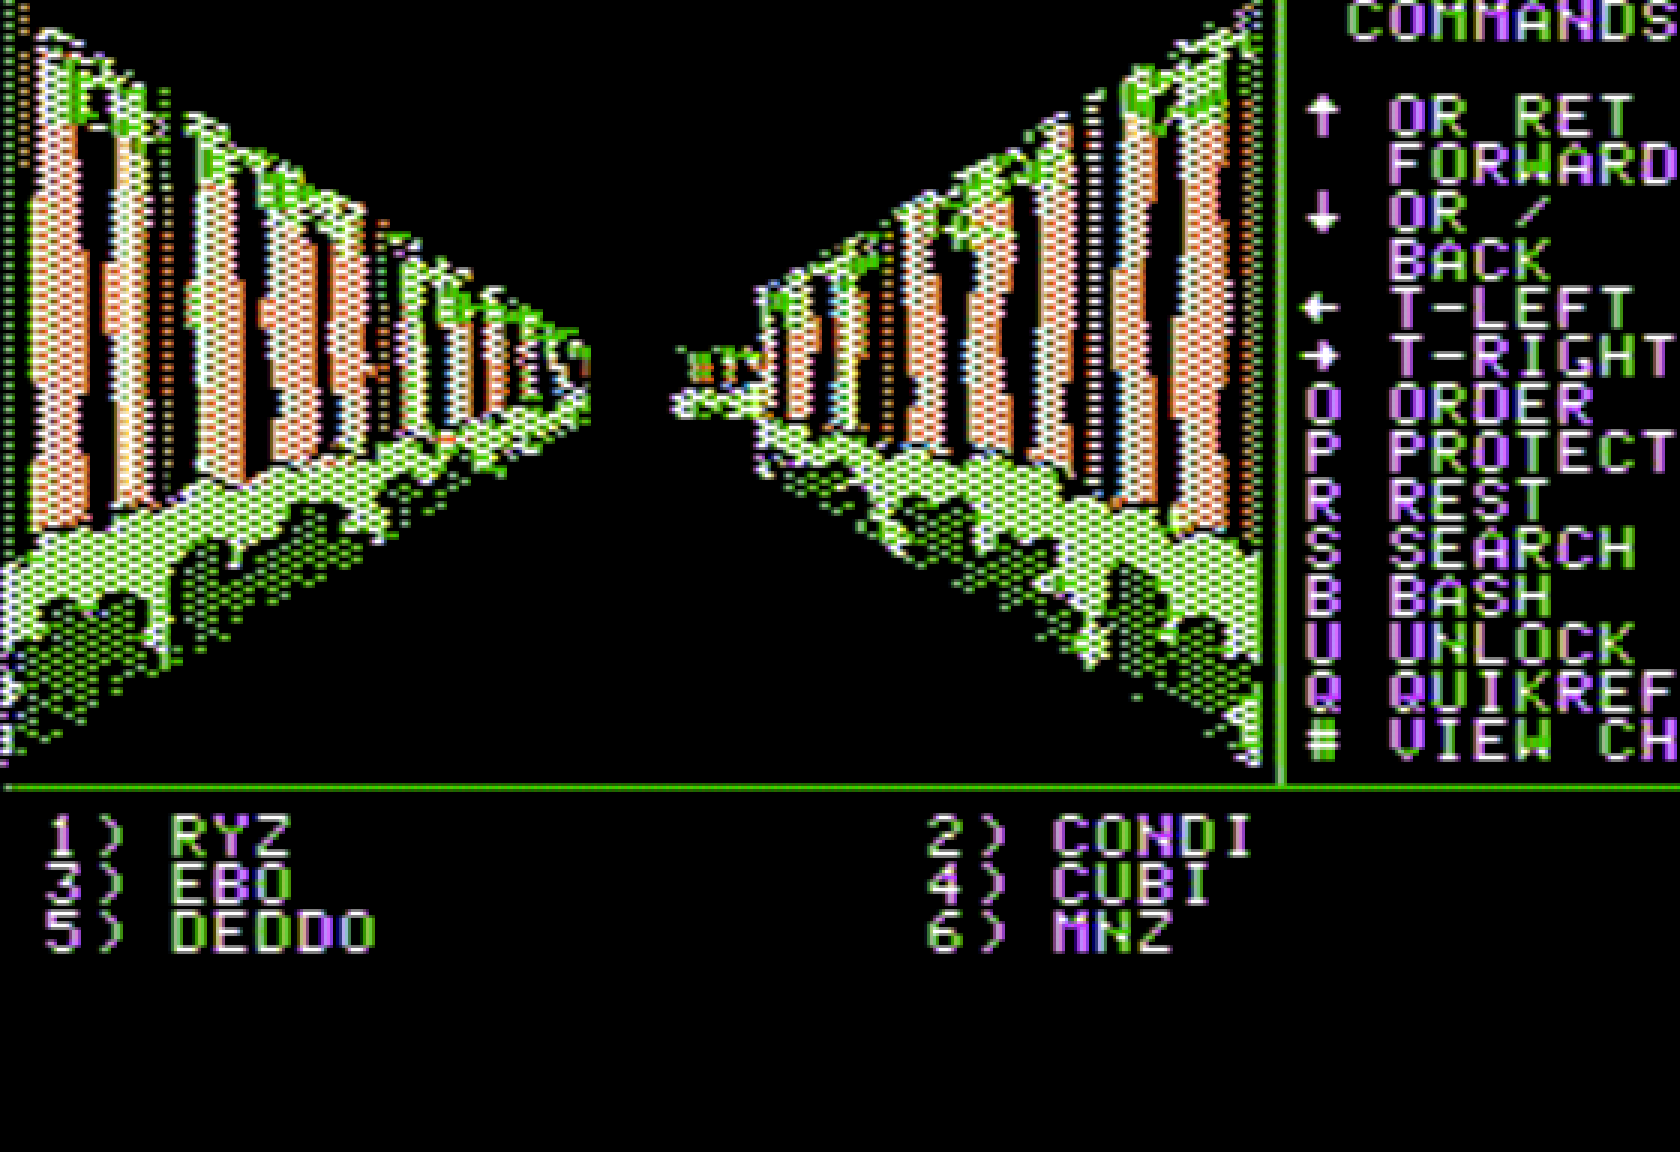 COMMANDS
↑ OR RET
FORWARD
↓ OR /
BACK
← T-LEFT
→ T-RIGHT
O ORDER
P PROTECT
R REST
S SEARCH
B BASH
U UNLOCK
Q QUIKREF
# VIEW CH
1) RYZ 2) CONDI
3) EBO 4) CUBI
5) DEDDO 6) MNZ